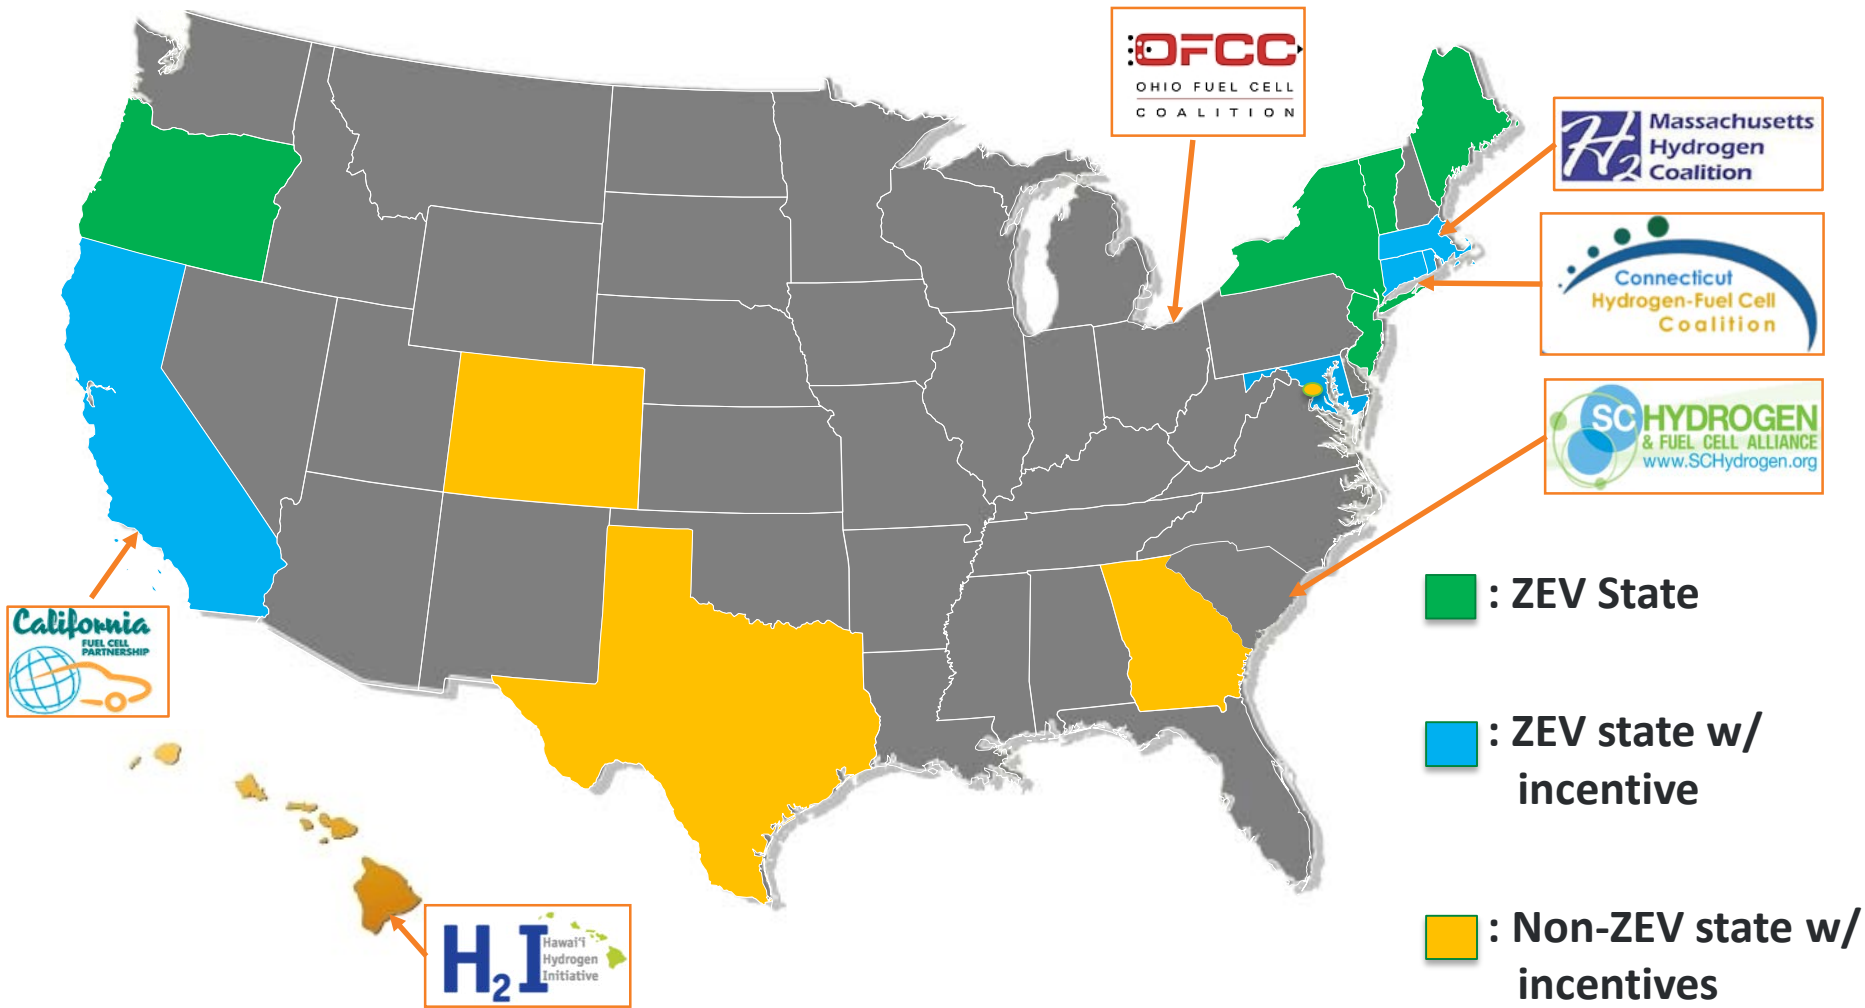 OFCC
OHIO FUEL CELL
COALITION
Massachusetts
Hydrogen
Coalition
H2
Connecticut
Hydrogen-Fuel Cell
Coalition
SC HYDROGEN
& FUEL CELL ALLIANCE
www.SCHydrogen.org
: ZEV State
: ZEV state w/
incentive
: Non-ZEV state w/
incentives
California
FUEL CELL
PARTNERSHIP
H2I
Hawai'i
Hydrogen
Initiative